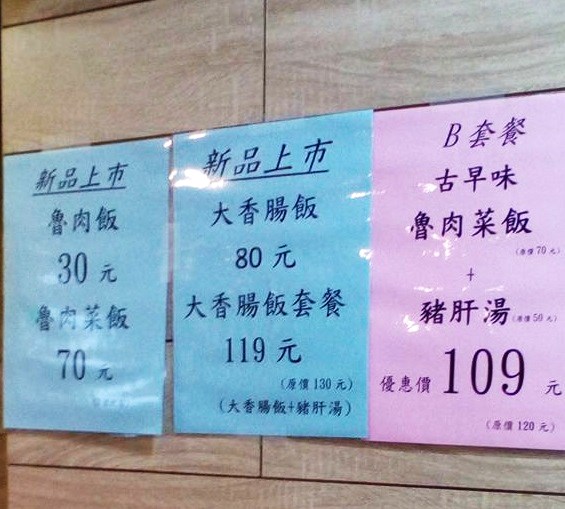 新品上市
魯肉飯
30元
魯肉菜飯
70元
新品上市
大香腸飯
80元
大香腸飯套餐
119元
(原價130元)
(大香腸飯+豬肝湯)
B套餐
古早味
魯肉菜飯
(原價70元)
+
豬肝湯(原價50元)
優惠價109元
(原價120元)